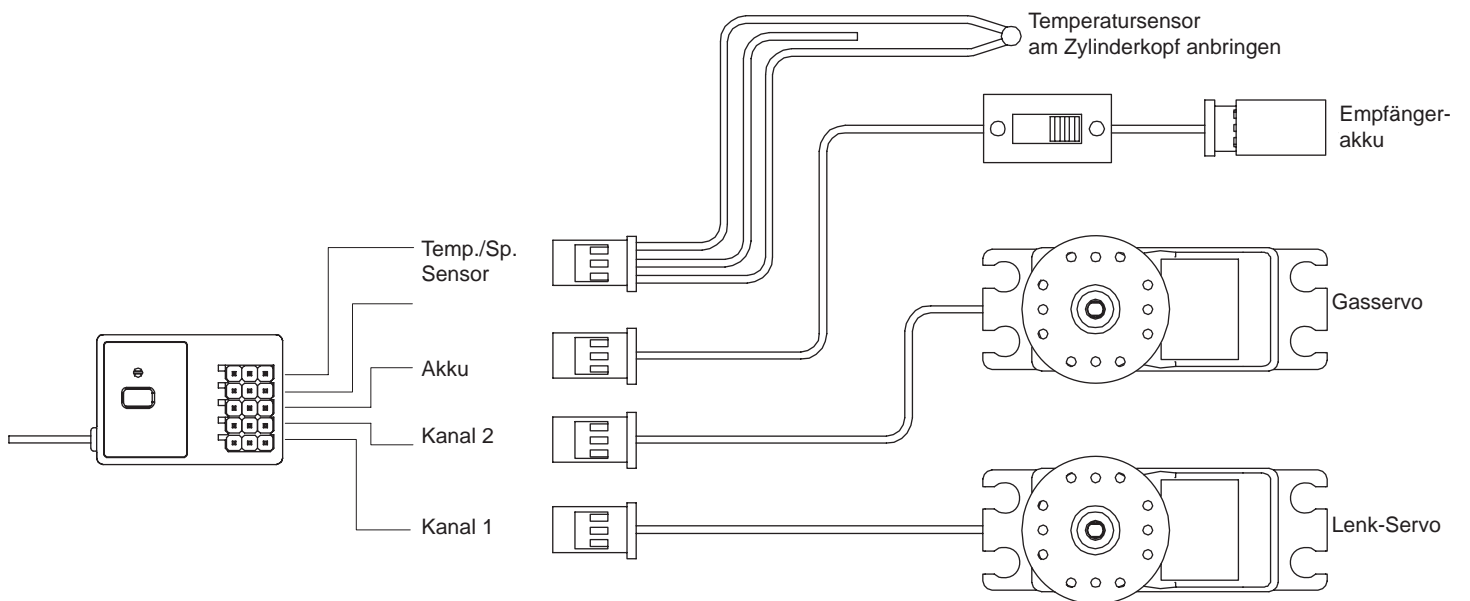 Temperatursensor
am Zylinderkopf anbringen
Empfänger-
akku
Temp./Sp.
Sensor
Gasservo
Akku
Kanal 2
Kanal 1
Lenk-Servo